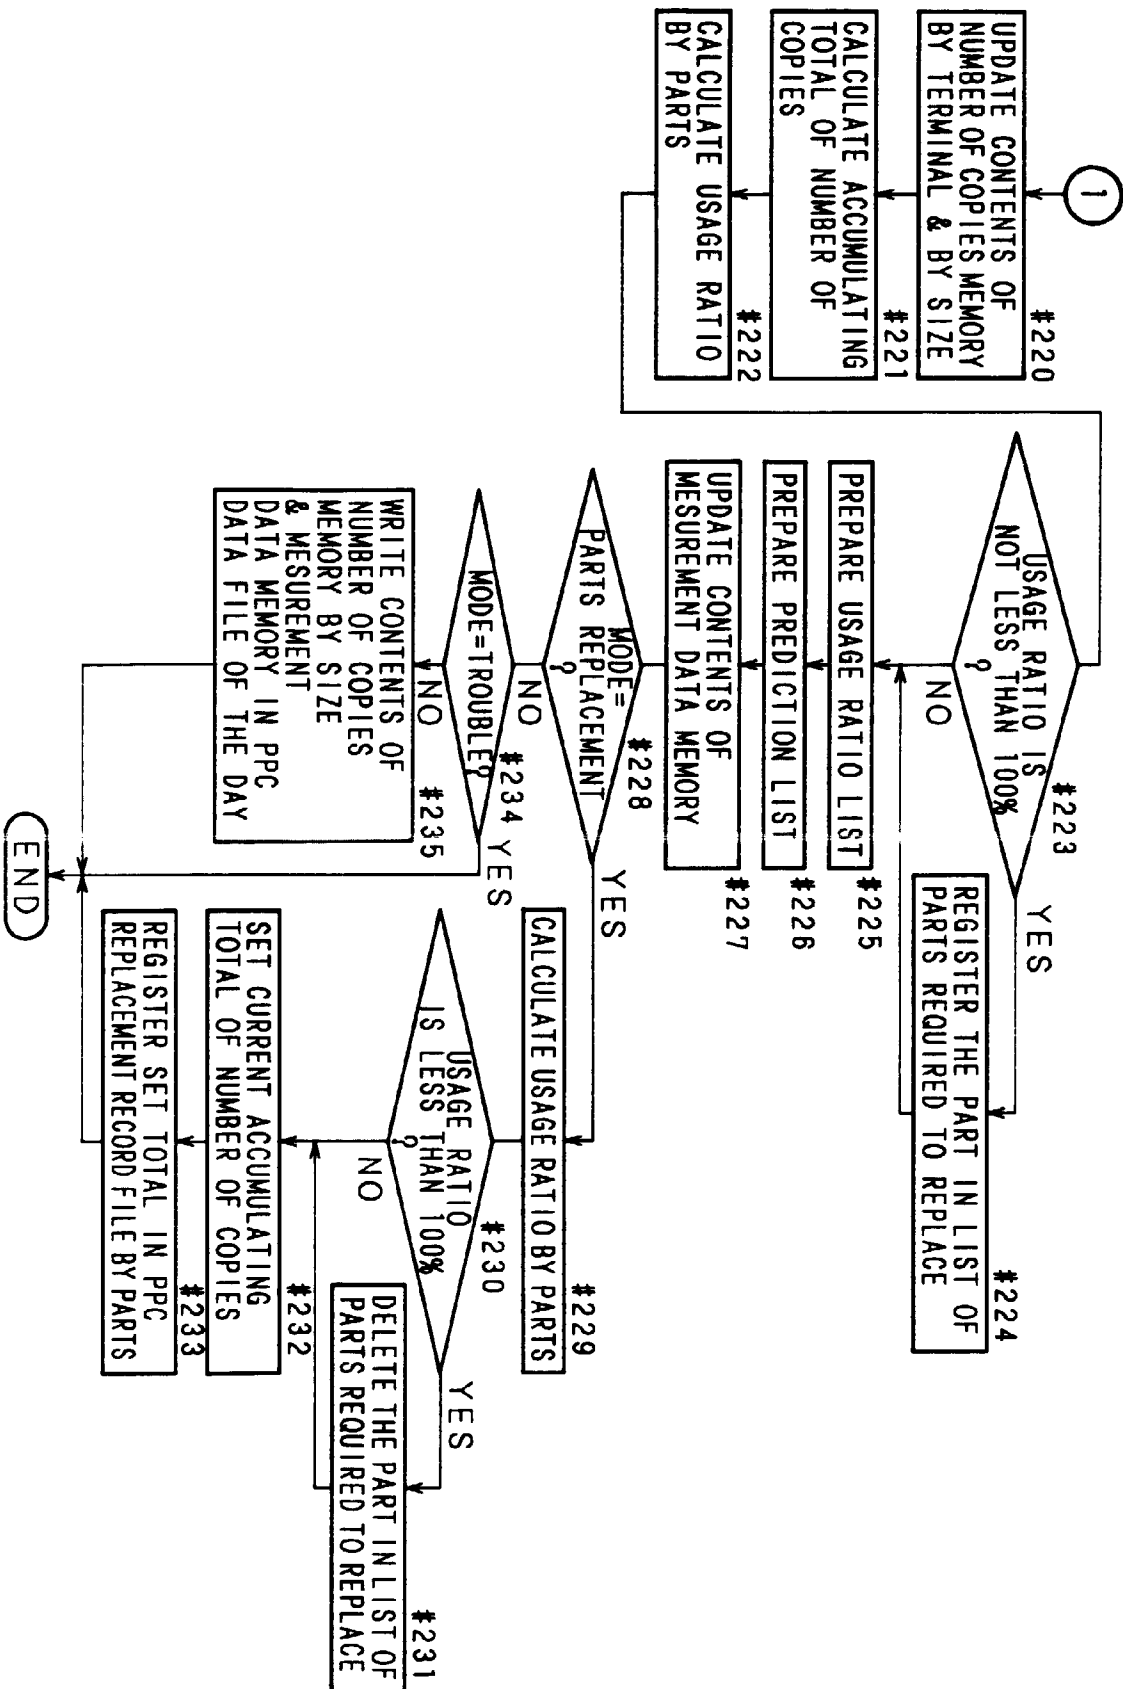 1
#220
UPDATE CONTENTS OF
NUMBER OF COPIES MEMORY
BY TERMINAL & BY SIZE
#221
CALCULATE ACCUMULATING
TOTAL OF NUMBER OF
COPIES
#222
CALCULATE USAGE RATIO
BY PARTS
#223
USAGE RATIO IS
NOT LESS THAN 100%
?
YES
NO
#224
REGISTER THE PART IN LIST OF
PARTS REQUIRED TO REPLACE
#225
PREPARE USAGE RATIO LIST
#226
PREPARE PREDICTION LIST
#227
UPDATE CONTENTS OF
MESUREMENT DATA MEMORY
#228
MODE=
PARTS REPLACEMENT
?
YES
NO
#229
CALCULATE USAGE RATIO BY PARTS
#230
USAGE RATIO
IS LESS THAN 100%
?
YES
NO
#231
DELETE THE PART IN LIST OF
PARTS REQUIRED TO REPLACE
#232
SET CURRENT ACCUMULATING
TOTAL OF NUMBER OF COPIES
#233
REGISTER SET TOTAL IN PPC
REPLACEMENT RECORD FILE BY PARTS
#234
MODE=TROUBLE?
YES
NO
#235
WRITE CONTENTS OF
NUMBER OF COPIES
MEMORY BY SIZE
& MESUREMENT
DATA MEMORY IN PPC
DATA FILE OF THE DAY
END